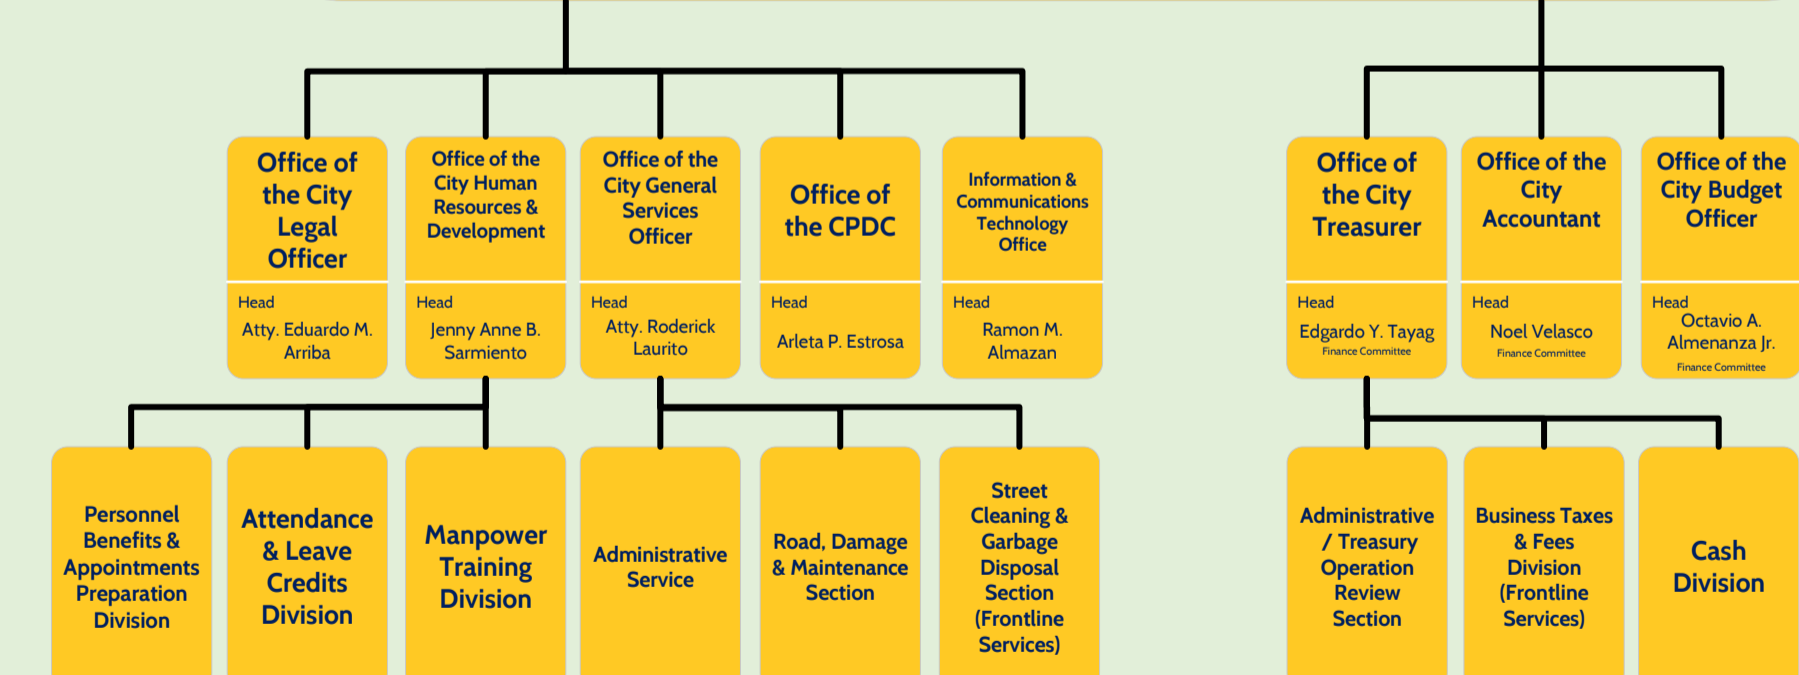 Office of
the City
Legal
Officer
Head
Atty. Eduardo M.
Arriba
Office of the
City Human
Resources &
Development
Head
Jenny Anne B.
Sarmiento
Office of the
City General
Services
Officer
Head
Atty. Roderick
Laurito
Office of
the CPDC
Head
Arleta P. Estrosa
Information &
Communications
Technology
Office
Head
Ramon M.
Almazan
Office of
the City
Treasurer
Head
Edgardo Y. Tayag
Finance Committee
Office of the
City
Accountant
Head
Noel Velasco
Finance Committee
Office of the
City Budget
Officer
Head
Octavio A.
Almenanza Jr.
Finance Committee
Personnel
Benefits &
Appointments
Preparation
Division
Attendance
& Leave
Credits
Division
Manpower
Training
Division
Administrative
Service
Road, Damage
& Maintenance
Section
Street
Cleaning &
Garbage
Disposal
Section
(Frontline
Services)
Administrative
/ Treasury
Operation
Review
Section
Business Taxes
& Fees
Division
(Frontline
Services)
Cash
Division